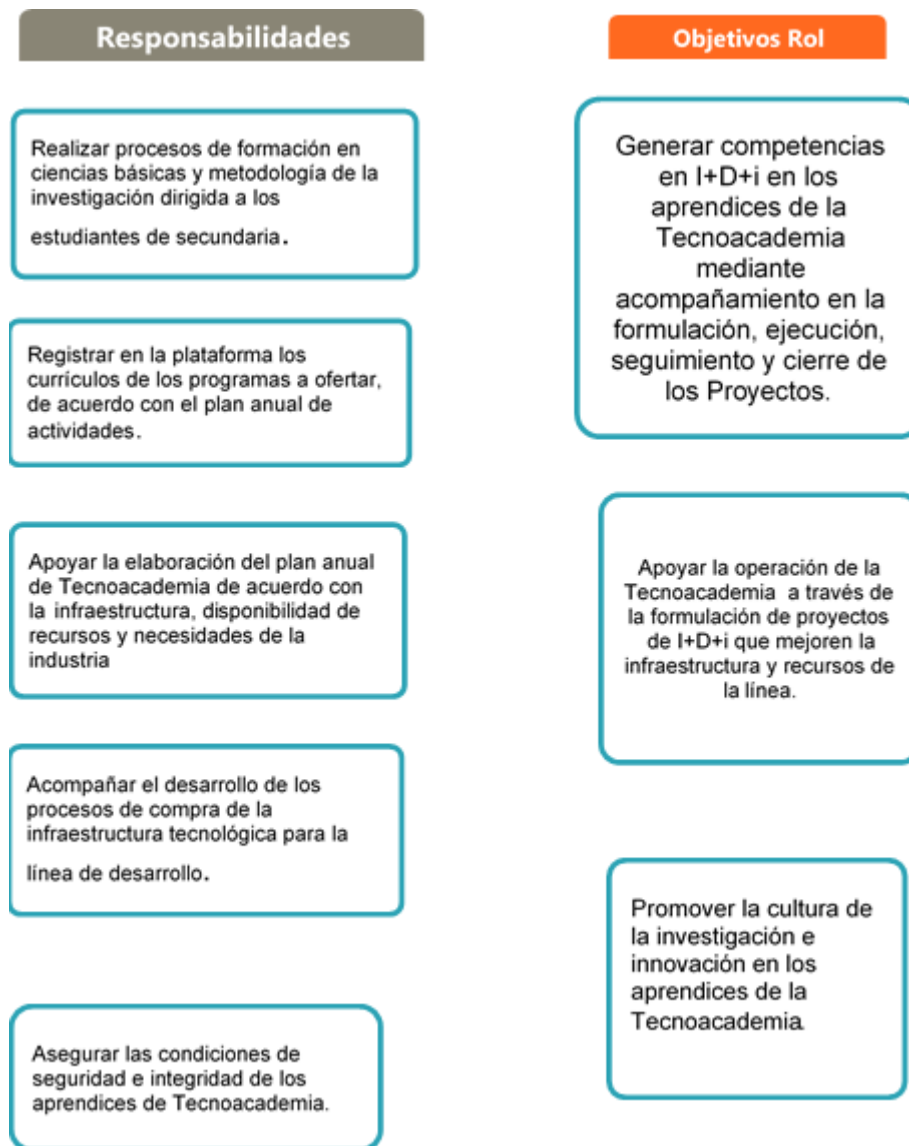 Responsabilidades
Realizar procesos de formación en
ciencias básicas y metodología de la
investigación dirigida a los
estudiantes de secundaria.
Registrar en la plataforma los
currículos de los programas a ofertar,
de acuerdo con el plan anual de
actividades.
Apoyar la elaboración del plan anual
de Tecnoacademia de acuerdo con
la infraestructura, disponibilidad de
recursos y necesidades de la
industria
Acompañar el desarrollo de los
procesos de compra de la
infraestructura tecnológica para la
línea de desarrollo.
Asegurar las condiciones de
seguridad e integridad de los
aprendices de Tecnoacademia.
Objetivos Rol
Generar competencias
en I+D+i en los
aprendices de la
Tecnoacademia
mediante
acompañamiento en la
formulación, ejecución,
seguimiento y cierre de
los Proyectos.
Apoyar la operación de la
Tecnoacademia a través de
la formulación de proyectos
de I+D+i que mejoren la
infraestructura y recursos de
la línea.
Promover la cultura de
la investigación e
innovación en los
aprendices de la
Tecnoacademia.